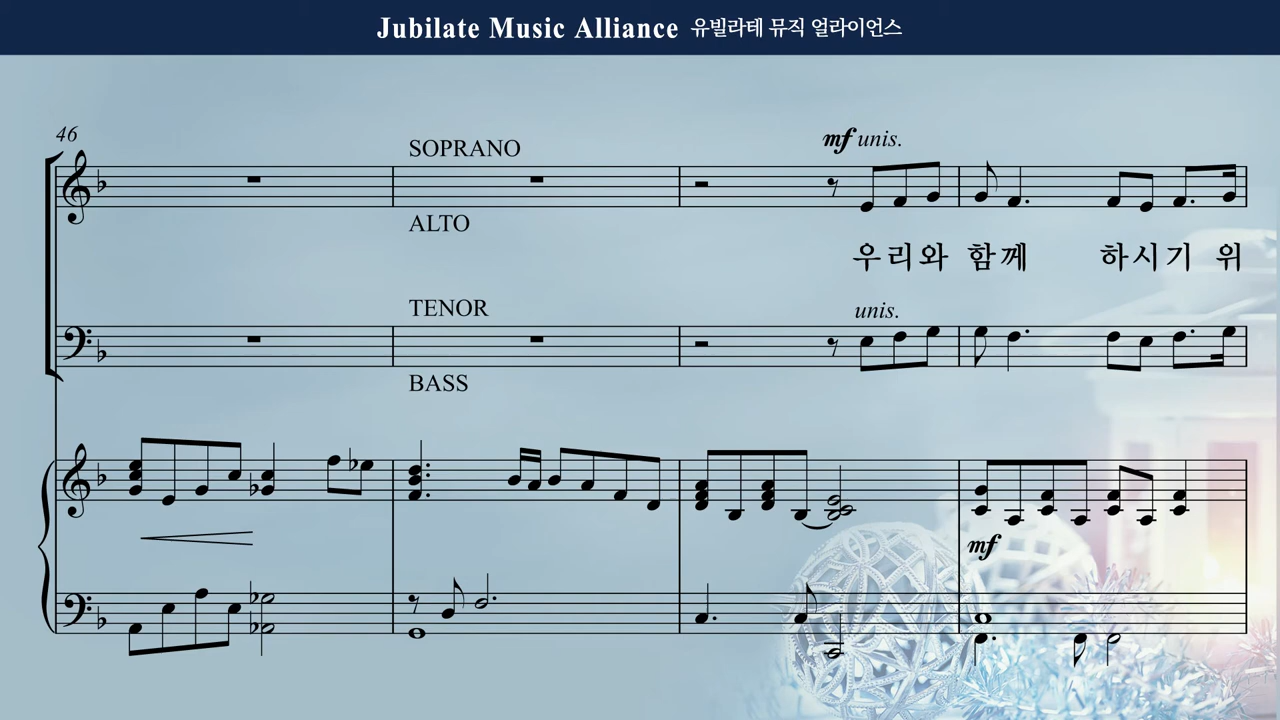 Jubilate Music Alliance 유빌라테 뮤직 얼라이언스
46
SOPRANO
mf unis.
ALTO
우리와 함께 하시기 위
TENOR
unis.
BASS
mf